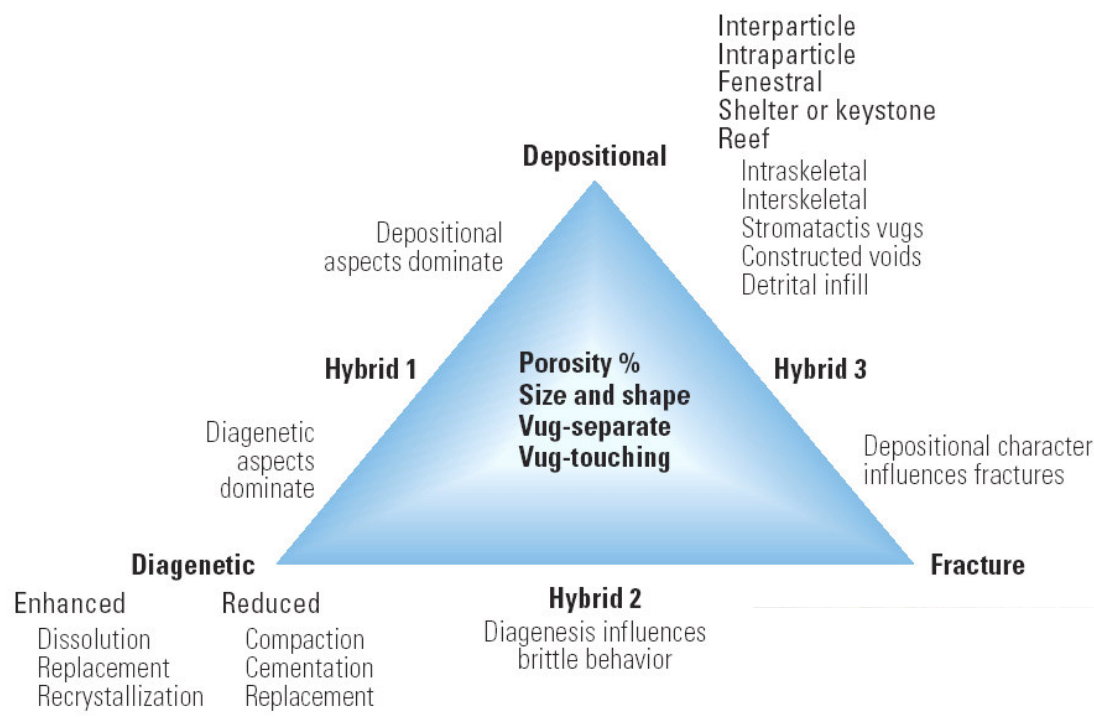 Interparticle
Intraparticle
Fenestral
Shelter or keystone
Reef
Intraskeletal
Interskeletal
Stromatactis vugs
Constructed voids
Detrital infill
Depositional
Depositional
aspects dominate
Hybrid 1
Diagenetic
aspects
dominate
Porosity %
Size and shape
Vug-separate
Vug-touching
Hybrid 3
Depositional character
influences fractures
Diagenetic
Enhanced
Dissolution
Replacement
Recrystallization
Reduced
Compaction
Cementation
Replacement
Hybrid 2
Diagenesis influences
brittle behavior
Fracture